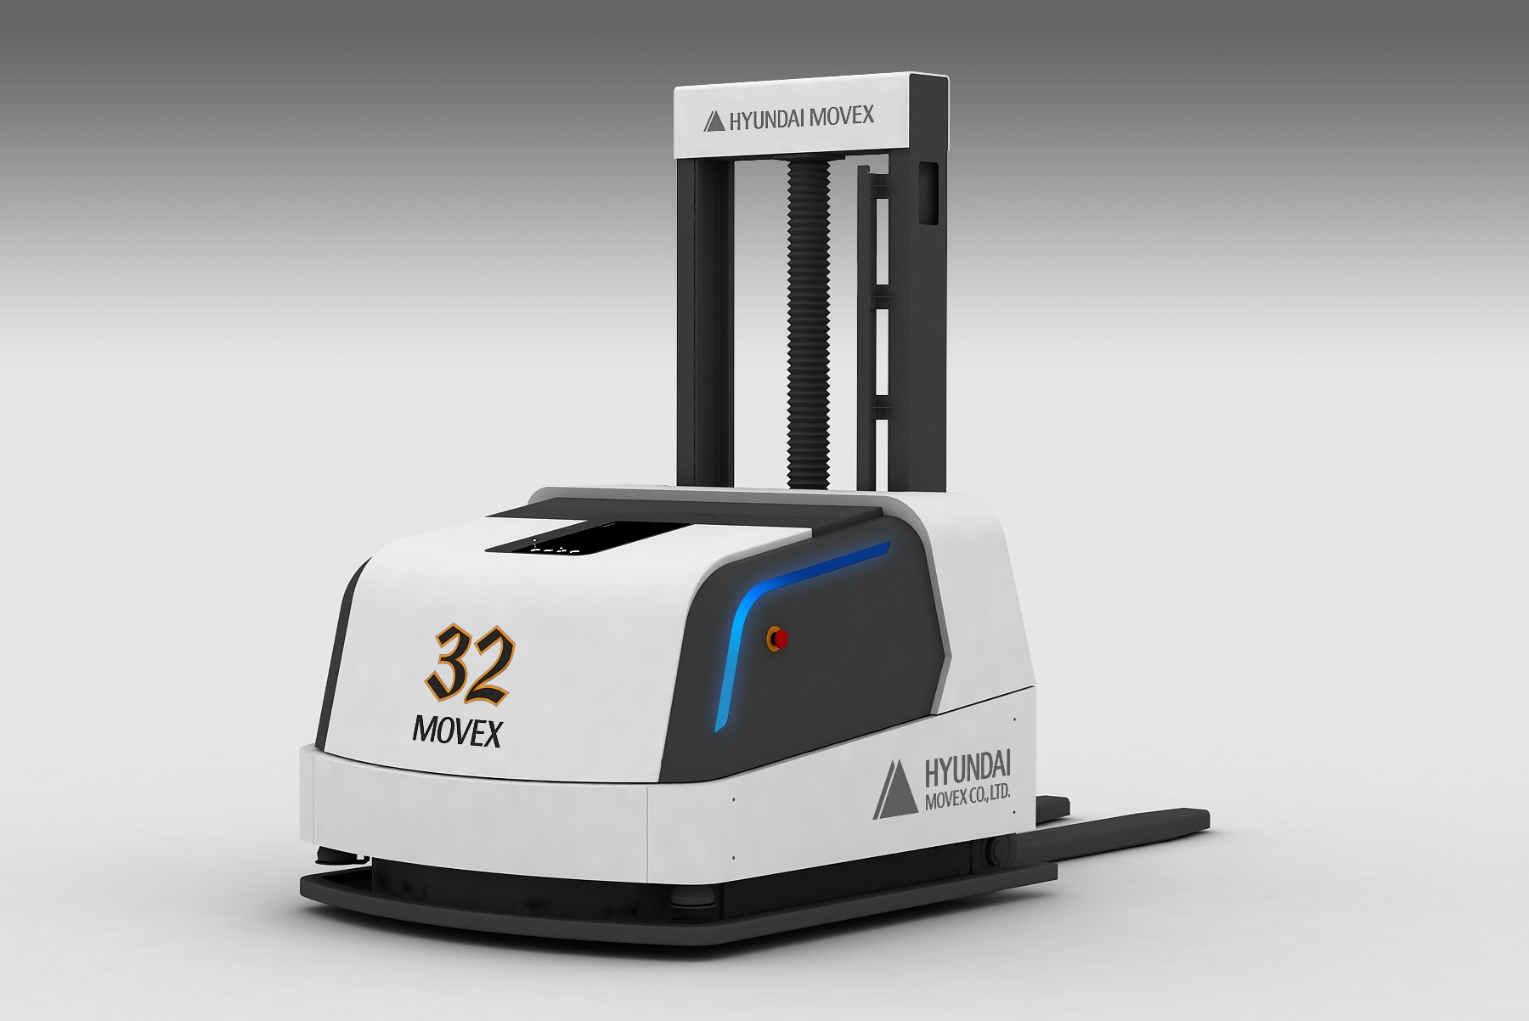 HYUNDAI MOVEX
32
MOVEX
HYUNDAI
MOVEX CO., LTD.